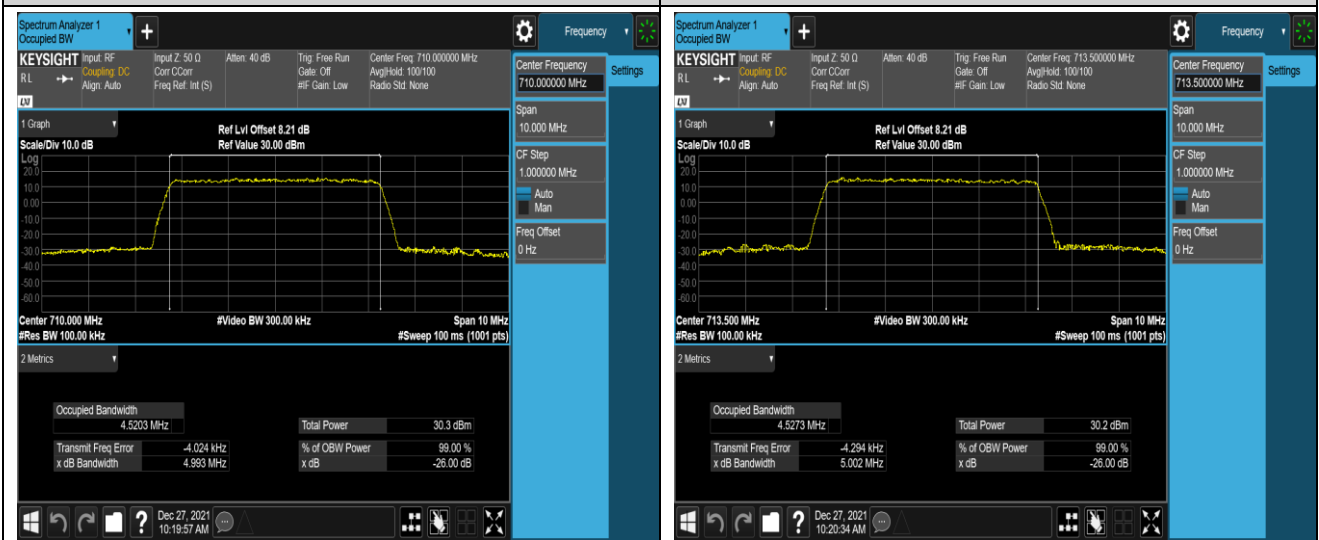 Spectrum Analyzer 1
Occupied BW
Frequency
KEYSIGHT
Input: RF
Coupling: DC
Align: Auto
Input Z: 50 Ω
Corr CCorr
Freq Ref: Int (S)
Atten: 40 dB
Trig: Free Run
Gate: Off
#IF Gain: Low
Center Freq: 710.000000 MHz
Avg|Hold: 100/100
Radio Std: None
RL
LXI
Center Frequency
710.000000 MHz
Settings
Span
10.000 MHz
CF Step
1.000000 MHz
Auto
Man
Freq Offset
0 Hz
1 Graph
Ref Lvl Offset 8.21 dB
Scale/Div 10.0 dB
Ref Value 30.00 dBm
Log
20.0
10.0
0.00
-10.0
-20.0
-30.0
-40.0
-50.0
-60.0
Center 710.000 MHz
#Video BW 300.00 kHz
Span 10 MHz
#Res BW 100.00 kHz
#Sweep 100 ms (1001 pts)
2 Metrics
Occupied Bandwidth
4.5203 MHz
Total Power 30.3 dBm
Transmit Freq Error -4.024 kHz
% of OBW Power 99.00 %
x dB Bandwidth 4.993 MHz
x dB -26.00 dB
?
Dec 27, 2021
10:19:57 AM
Spectrum Analyzer 1
Occupied BW
Frequency
KEYSIGHT
Input: RF
Coupling: DC
Align: Auto
Input Z: 50 Ω
Corr CCorr
Freq Ref: Int (S)
Atten: 40 dB
Trig: Free Run
Gate: Off
#IF Gain: Low
Center Freq: 713.500000 MHz
Avg|Hold: 100/100
Radio Std: None
RL
LXI
Center Frequency
713.500000 MHz
Settings
Span
10.000 MHz
CF Step
1.000000 MHz
Auto
Man
Freq Offset
0 Hz
1 Graph
Ref Lvl Offset 8.21 dB
Scale/Div 10.0 dB
Ref Value 30.00 dBm
Log
20.0
10.0
0.00
-10.0
-20.0
-30.0
-40.0
-50.0
-60.0
Center 713.500 MHz
#Video BW 300.00 kHz
Span 10 MHz
#Res BW 100.00 kHz
#Sweep 100 ms (1001 pts)
2 Metrics
Occupied Bandwidth
4.5273 MHz
Total Power 30.2 dBm
Transmit Freq Error -4.294 kHz
% of OBW Power 99.00 %
x dB Bandwidth 5.002 MHz
x dB -26.00 dB
?
Dec 27, 2021
10:20:34 AM